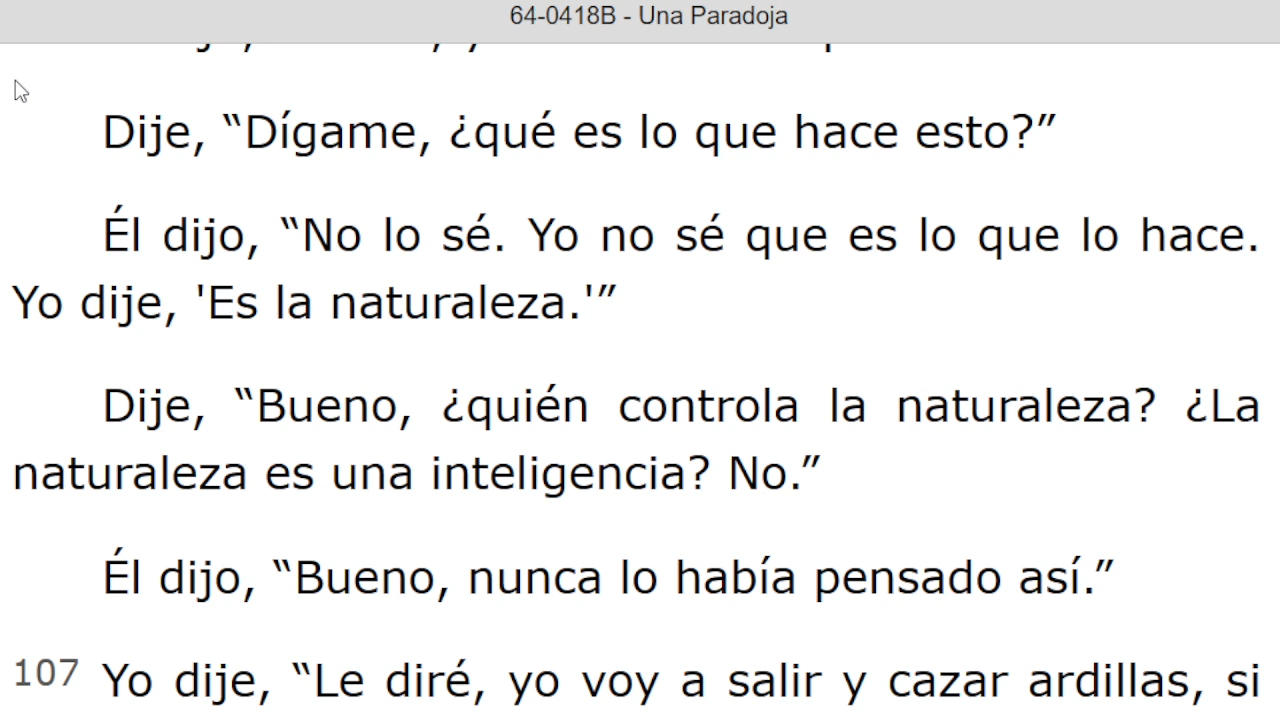 64-0418B - Una Paradoja
Dije, “Dígame, ¿qué es lo que hace esto?”
Él dijo, “No lo sé. Yo no sé que es lo que lo hace.
Yo dije, 'Es la naturaleza.'”
Dije, “Bueno, ¿quién controla la naturaleza? ¿La
naturaleza es una inteligencia? No.”
Él dijo, “Bueno, nunca lo había pensado así.”
107 Yo dije, “Le diré, yo voy a salir y cazar ardillas, si